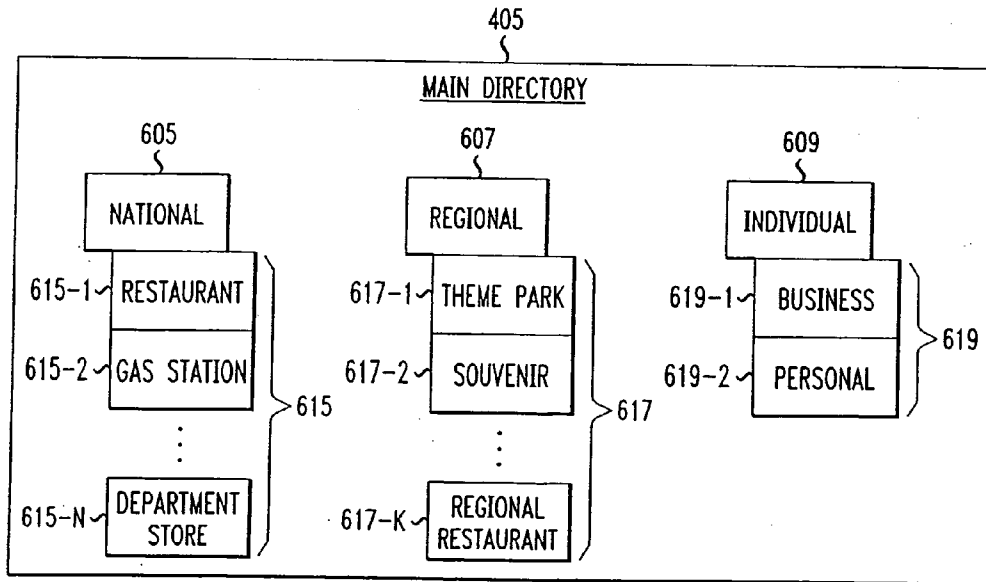 405
MAIN DIRECTORY
605
607
609
NATIONAL
REGIONAL
INDIVIDUAL
615-1
RESTAURANT
617-1
THEME PARK
619-1
BUSINESS
615-2
GAS STATION
617-2
SOUVENIR
619-2
PERSONAL
619
615
617
615-N
DEPARTMENT
STORE
617-K
REGIONAL
RESTAURANT